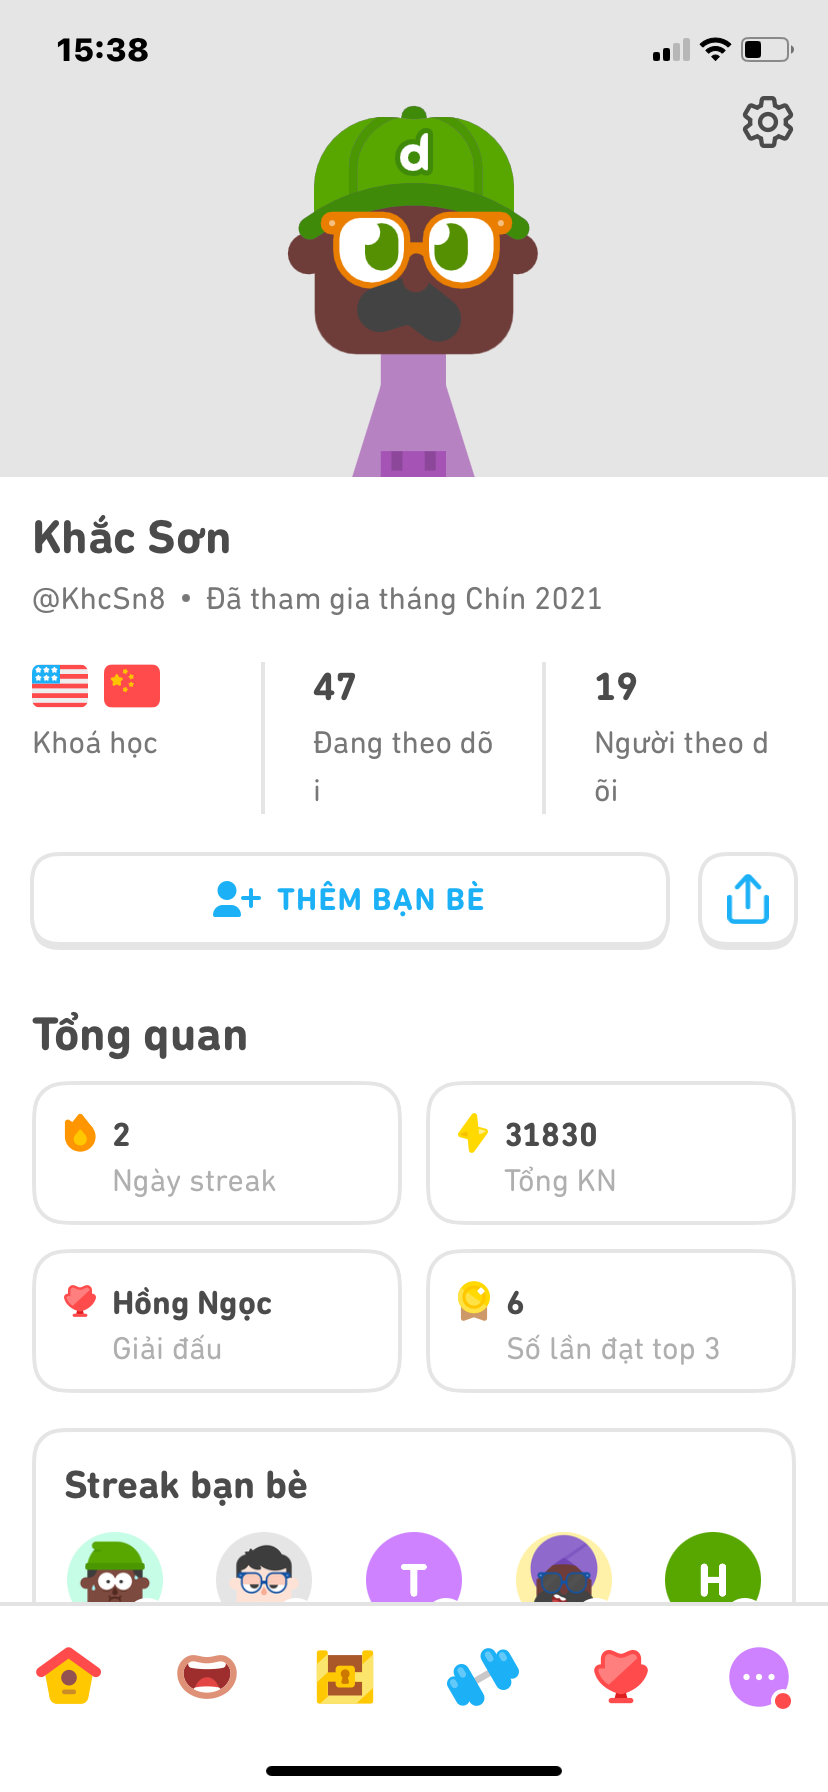 15:38
d
Khắc Sơn
@KhcSn8 • Đã tham gia tháng Chín 2021
47
19
Khoá học
Đang theo dõ
i
Người theo d
õi
THÊM BẠN BÈ
Tổng quan
2
Ngày streak
31830
Tổng KN
Hồng Ngọc
Giải đấu
6
Số lần đạt top 3
Streak bạn bè
T
H